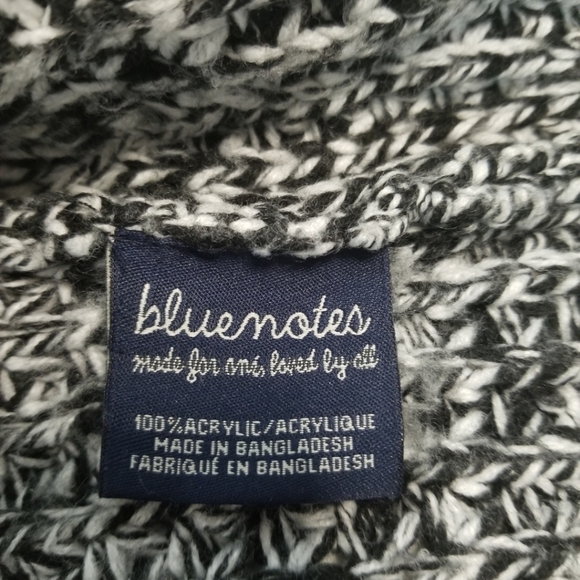 bluenotes
made for one, loved by all
100%ACRYLIC/ACRYLIQUE
MADE IN BANGLADESH
FABRIQUÉ EN BANGLADESH